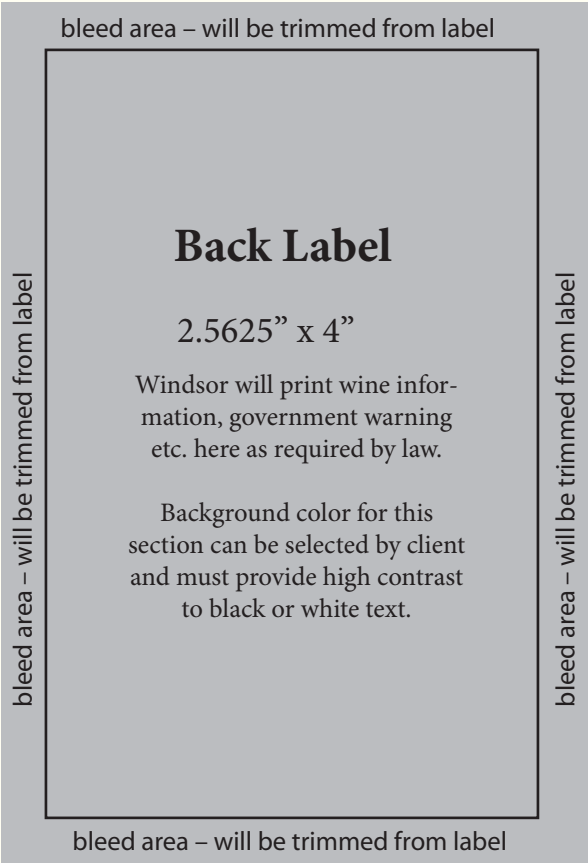 bleed area – will be trimmed from label
Back Label
2.5625” x 4”
Windsor will print wine infor-
mation, government warning
etc. here as required by law.
Background color for this
section can be selected by client
and must provide high contrast
to black or white text.
bleed area – will be trimmed from label
bleed area – will be trimmed from label
bleed area – will be trimmed from label